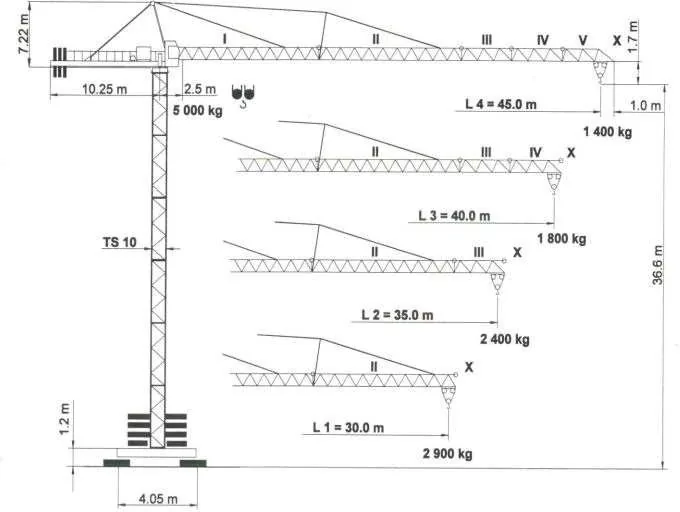 7.22 m
I II III IV V X
1.7 m
10.25 m 2.5 m
5 000 kg
L 4 = 45.0 m
1.0 m
1 400 kg
II III IV X
L 3 = 40.0 m
1 800 kg
TS 10
II III X
L 2 = 35.0 m
2 400 kg
36.6 m
II X
L 1 = 30.0 m
2 900 kg
1.2 m
4.05 m